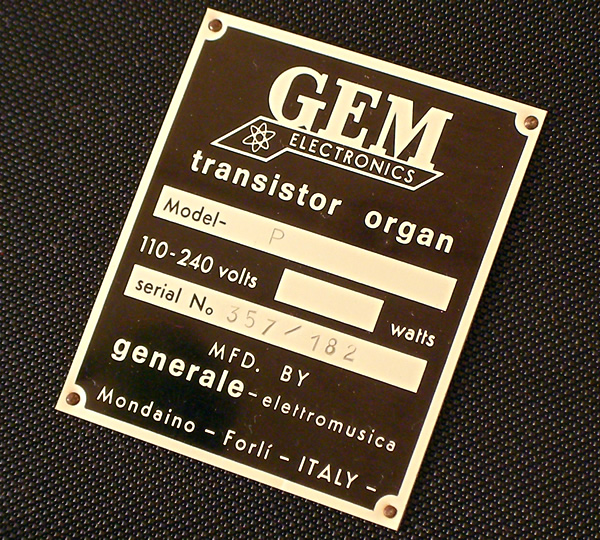 GEM
ELECTRONICS
transistor organ
Model- P
110-240 volts watts
serial No 357/182
MFD. BY
generale-elettromusica
Mondaino - Forlí - ITALY -